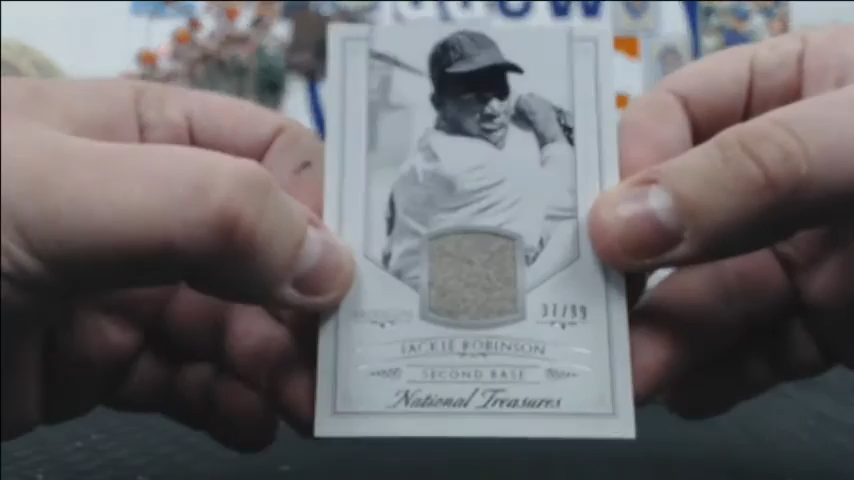 37/99
JACKIE ROBINSON
SECOND BASE
National Treasures